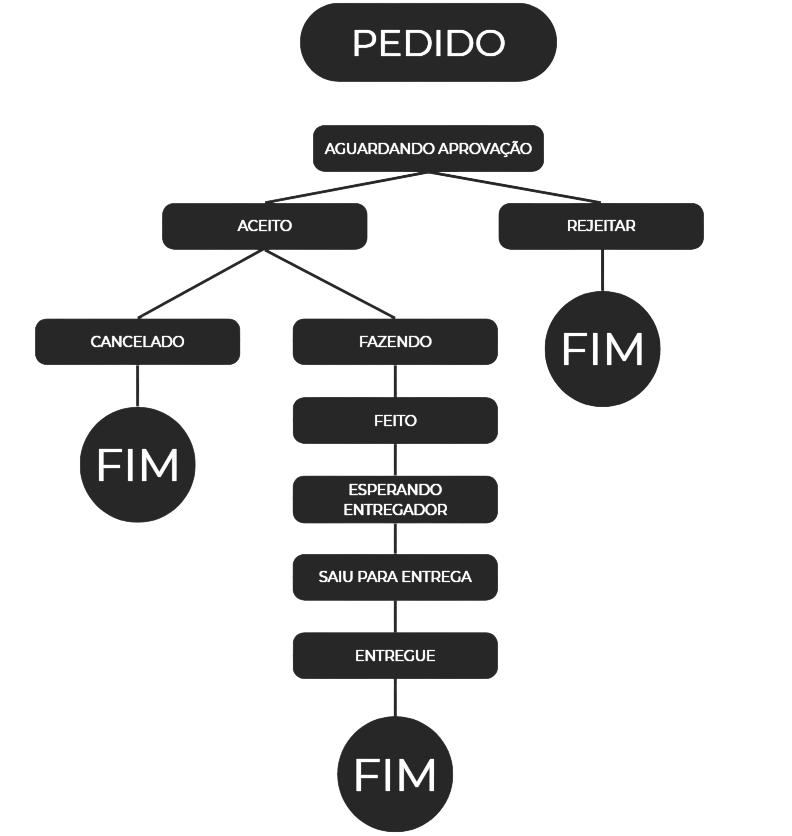 PEDIDO
AGUARDANDO APROVAÇÃO
ACEITO
REJEITAR
CANCELADO
FAZENDO
FIM
FEITO
FIM
ESPERANDO
ENTREGADOR
SAIU PARA ENTREGA
ENTREGUE
FIM